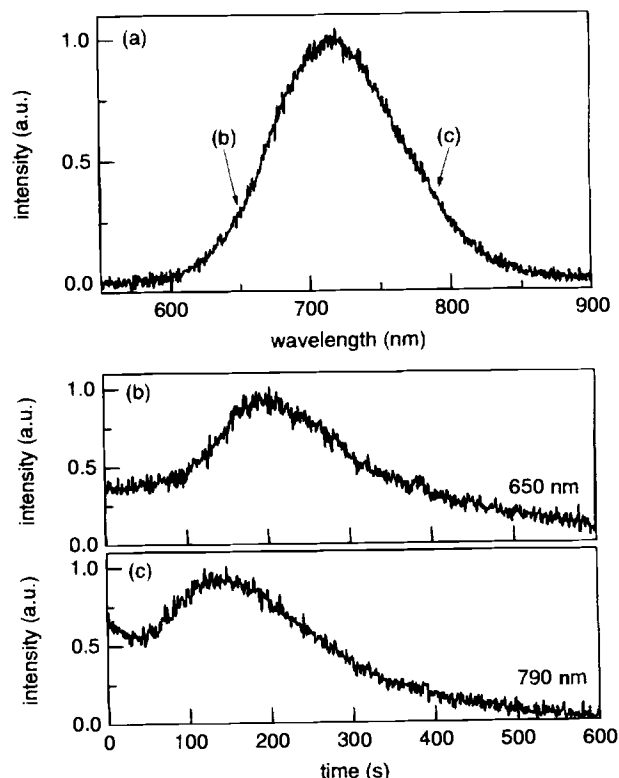 (a)
intensity (a.u.)
1.0
0.5
0.0
(b)
(c)
600 700 800 900
wavelength (nm)
(b)
intensity (a.u.)
1.0
0.5
0.0
650 nm
(c)
intensity (a.u.)
1.0
0.5
0.0
790 nm
0 100 200 300 400 500 600
time (s)